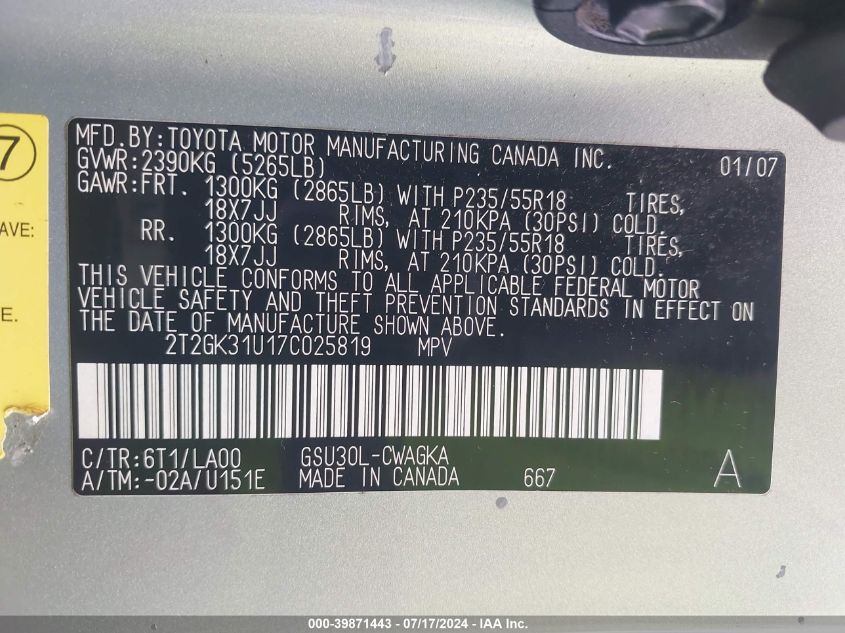 7
AVE:
E.
MFD.BY:TOYOTA MOTOR MANUFACTURING CANADA INC. 01/07
GVWR:2390KG (5265LB)
GAWR:FRT. 1300KG (2865LB) WITH P235/55R18 TIRES,
18X7JJ RIMS, AT 210KPA (30PSI) COLD.
RR. 1300KG (2865LB) WITH P235/55R18 TIRES,
18X7JJ RIMS, AT 210KPA (30PSI) COLD.
THIS VEHICLE CONFORMS TO ALL APPLICABLE FEDERAL MOTOR
VEHICLE SAFETY AND THEFT PREVENTION STANDARDS IN EFFECT ON
THE DATE OF MANUFACTURE SHOWN ABOVE.
2T2GK31U17C025819 MPV
C/TR:6T1/LA00 GSU30L-CWAGKA
A/TM:-02A/U151E MADE IN CANADA 667 A
000-39871443 - 07/17/2024 - IAA Inc.